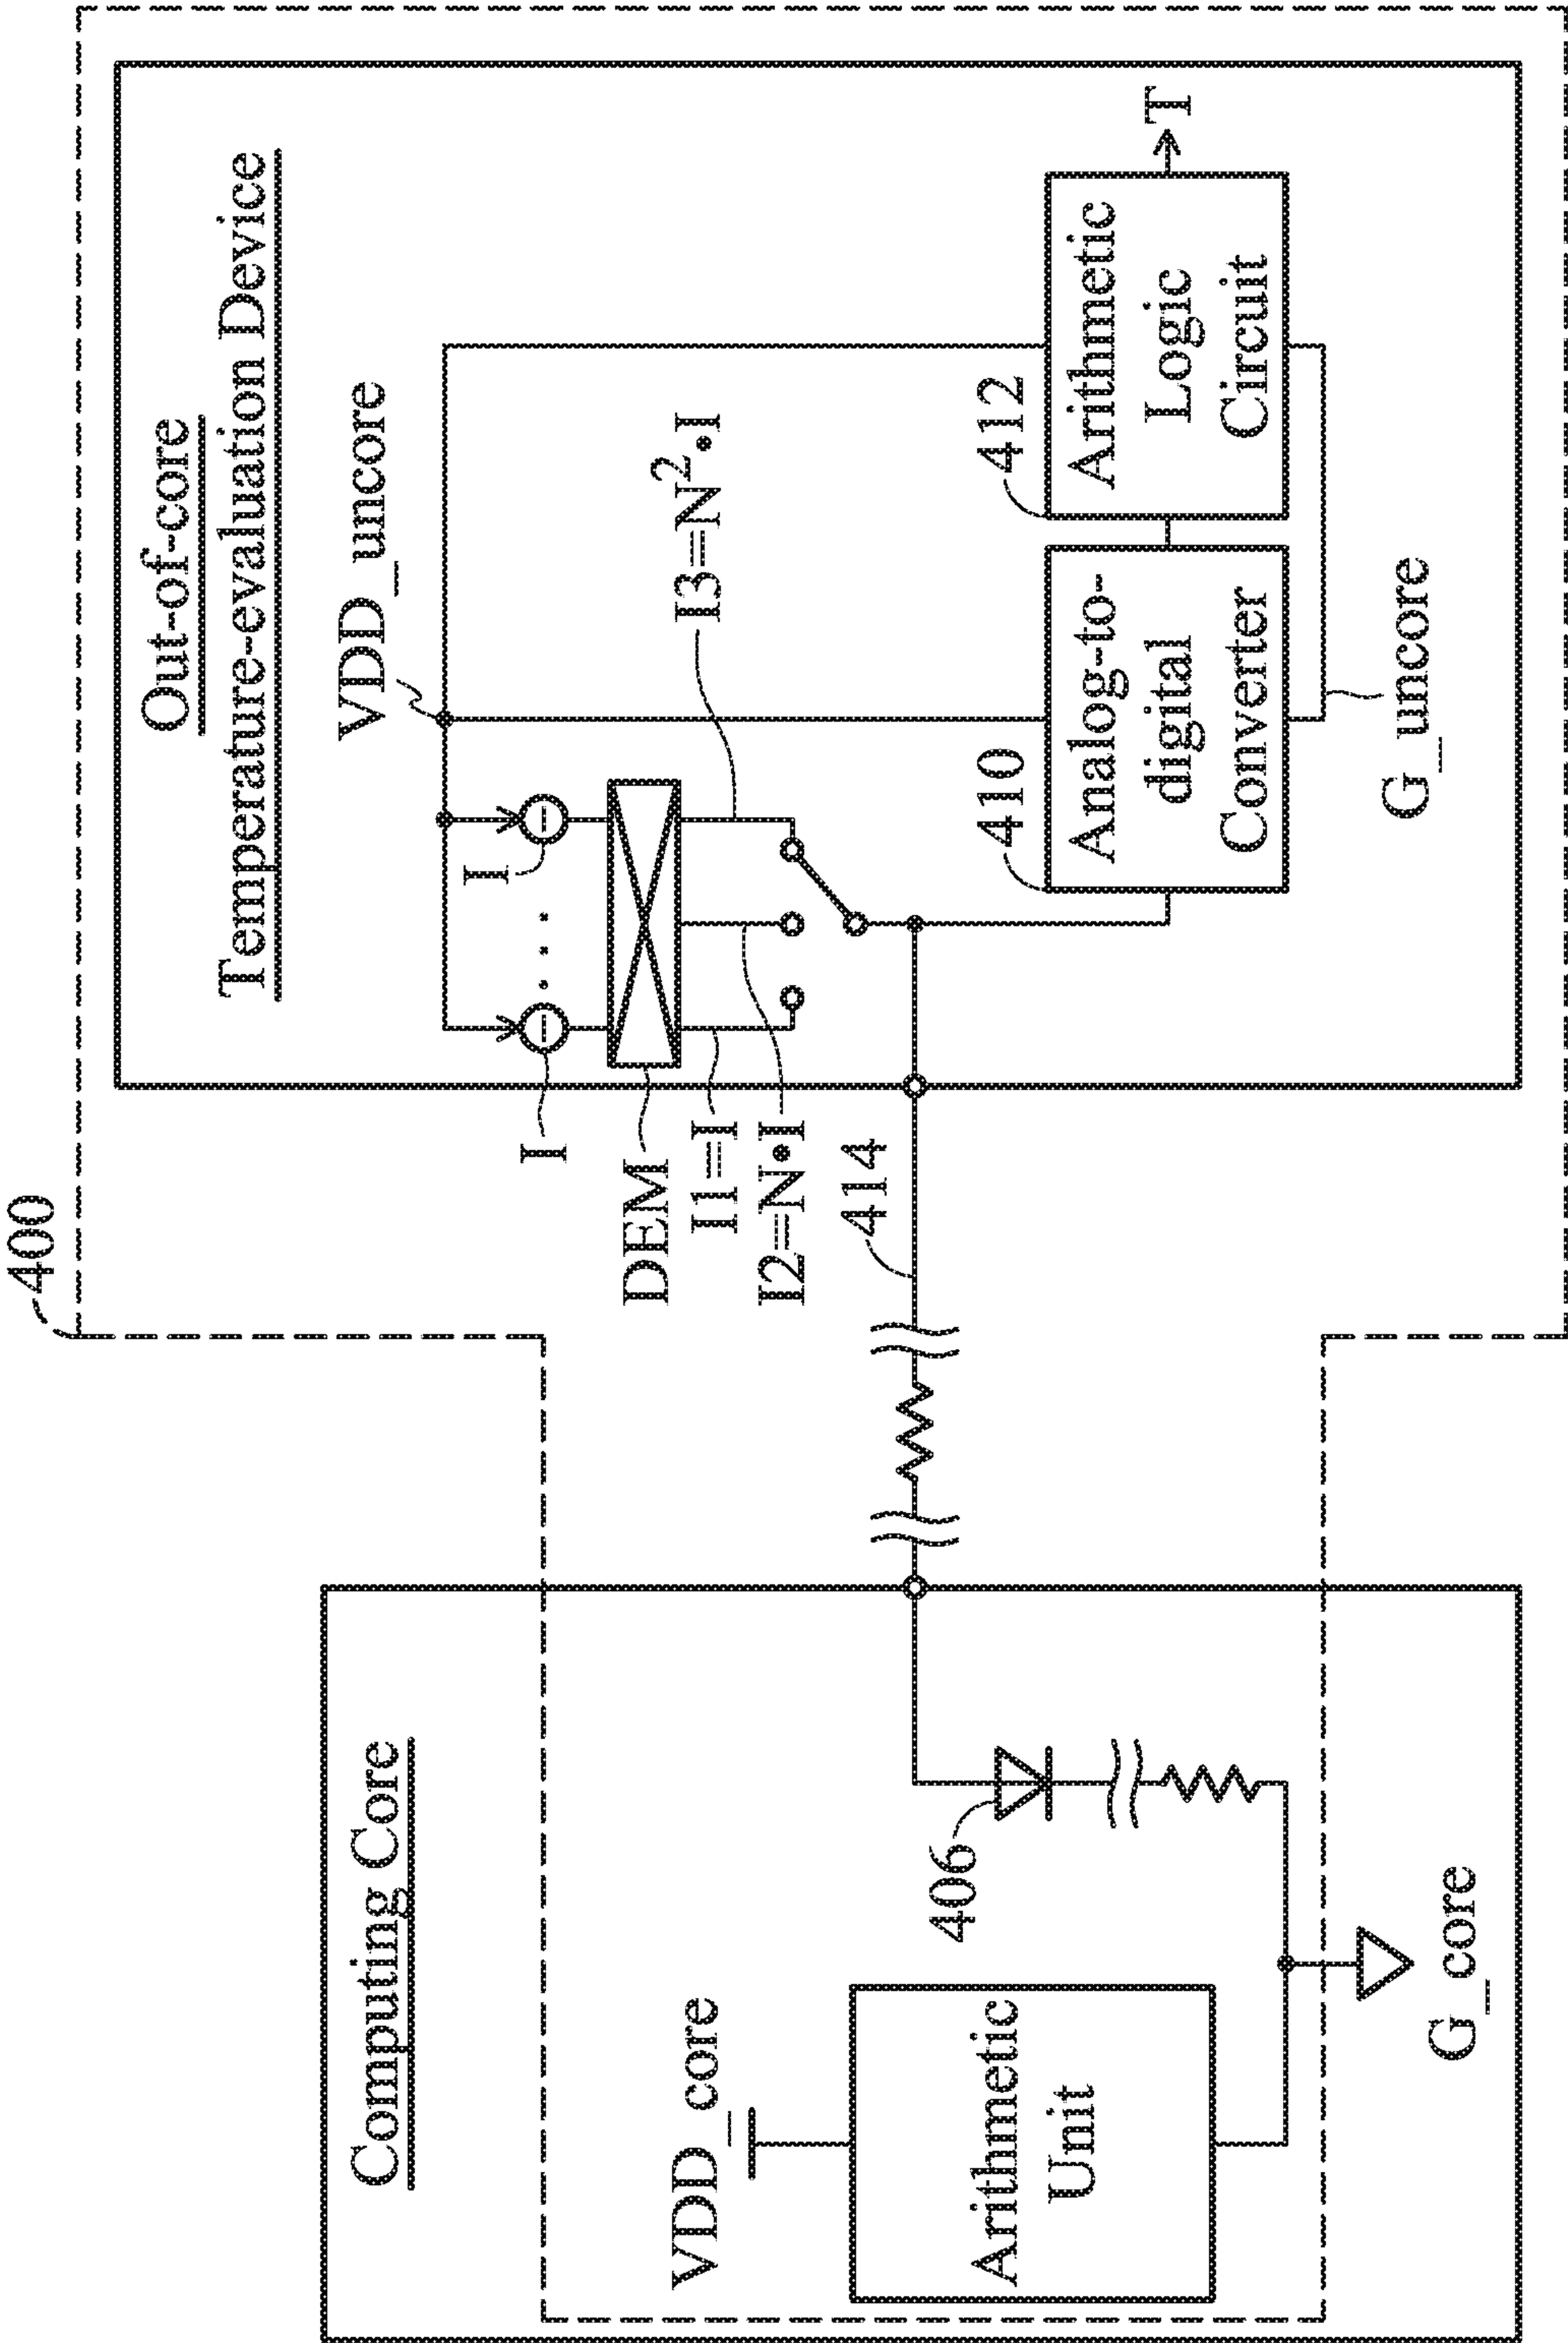 400
Out-of-core
Temperature-evaluation Device
VDD_uncore
I
I
DEM
I1=I
I2=N•I
I3=N²•I
414
410
Analog-to-
digital
Converter
412
Arithmetic
Logic
Circuit
T
G_uncore
Computing Core
VDD_core
Arithmetic
Unit
406
G_core